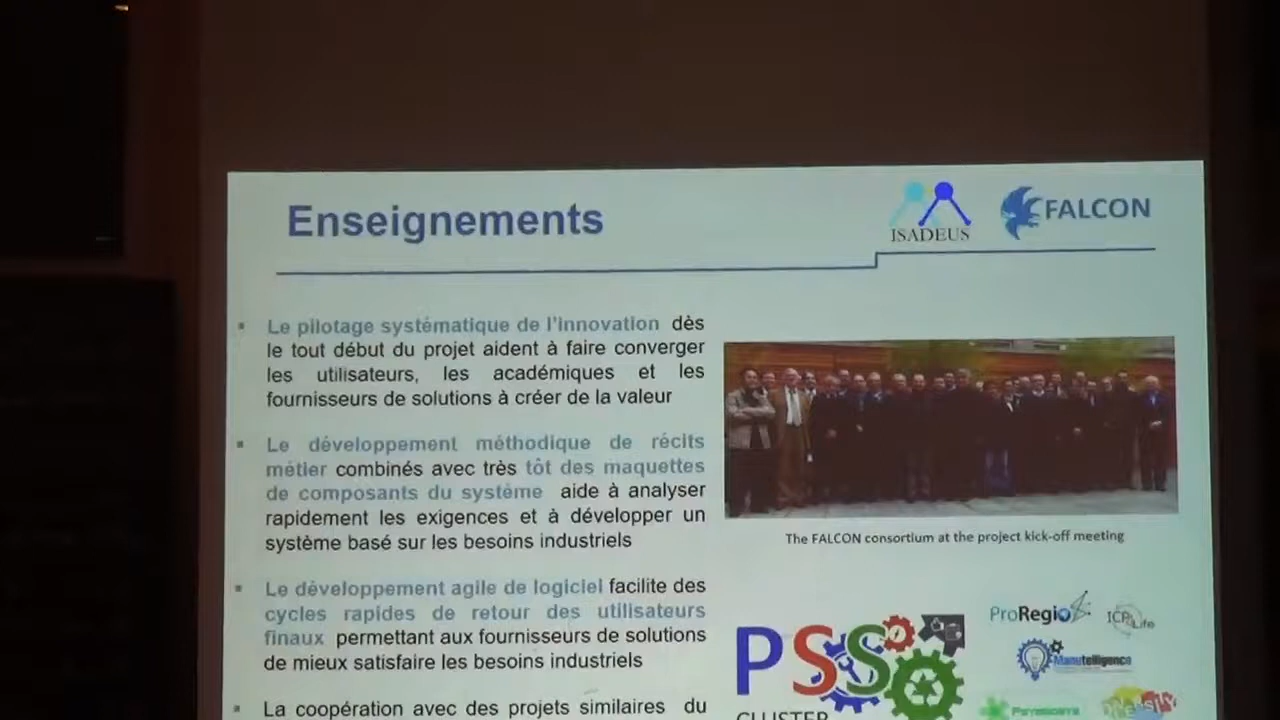 Enseignements
ISADEUS
FALCON
Le pilotage systématique de l'innovation dès
le tout début du projet aident à faire converger
les utilisateurs, les académiques et les
fournisseurs de solutions à créer de la valeur
Le développement méthodique de récits
métier combinés avec très tôt des maquettes
de composants du système aide à analyser
rapidement les exigences et à développer un
système basé sur les besoins industriels
Le développement agile de logiciel facilite des
cycles rapides de retour des utilisateurs
finaux permettant aux fournisseurs de solutions
de mieux satisfaire les besoins industriels
La coopération avec des projets similaires du
The FALCON consortium at the project kick-off meeting
PSS
CLUSTER
ProRegio
ICP4Life
Manutelligence